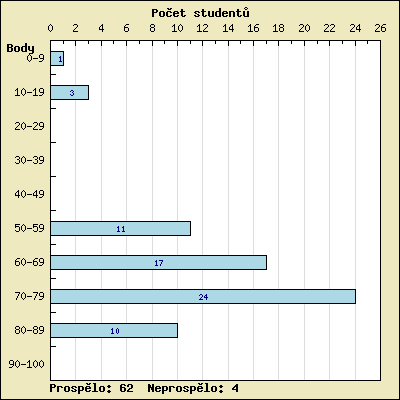 Počet studentů
0 2 4 6 8 10 12 14 16 18 20 22 24 26
Body
0-9 1
10-19 3
20-29
30-39
40-49
50-59 11
60-69 17
70-79 24
80-89 10
90-100
Prospělo: 62 Neprospělo: 4